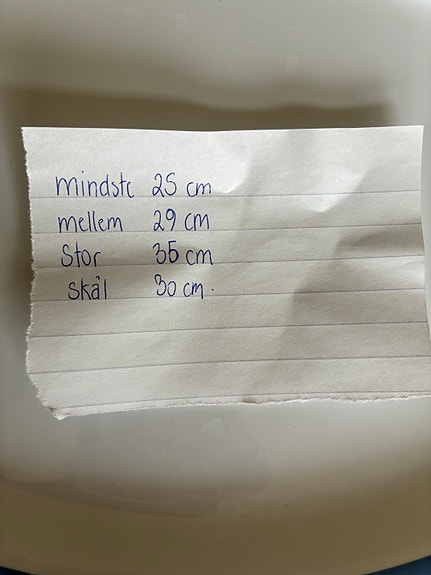 mindste 25 cm
mellem 29 cm
Stor 35 cm
Skål 30 cm.